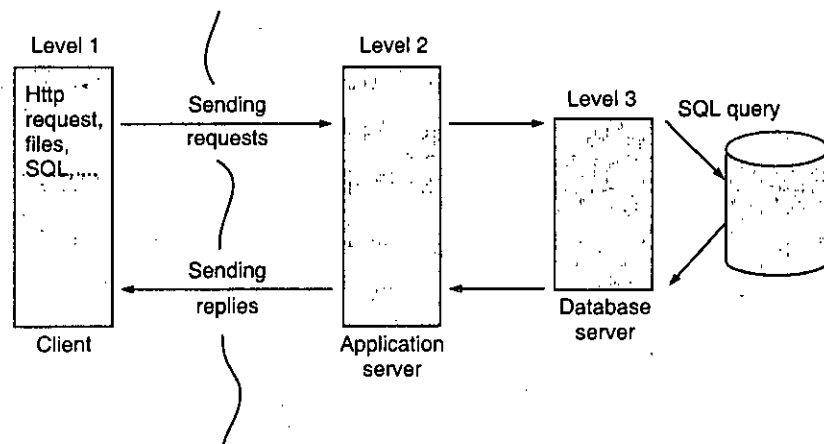 Level 1
Level 2
Level 3
SQL query
Http
request,
files,
SQL,...
Sending
requests
Sending
replies
Client
Application
server
Database
server